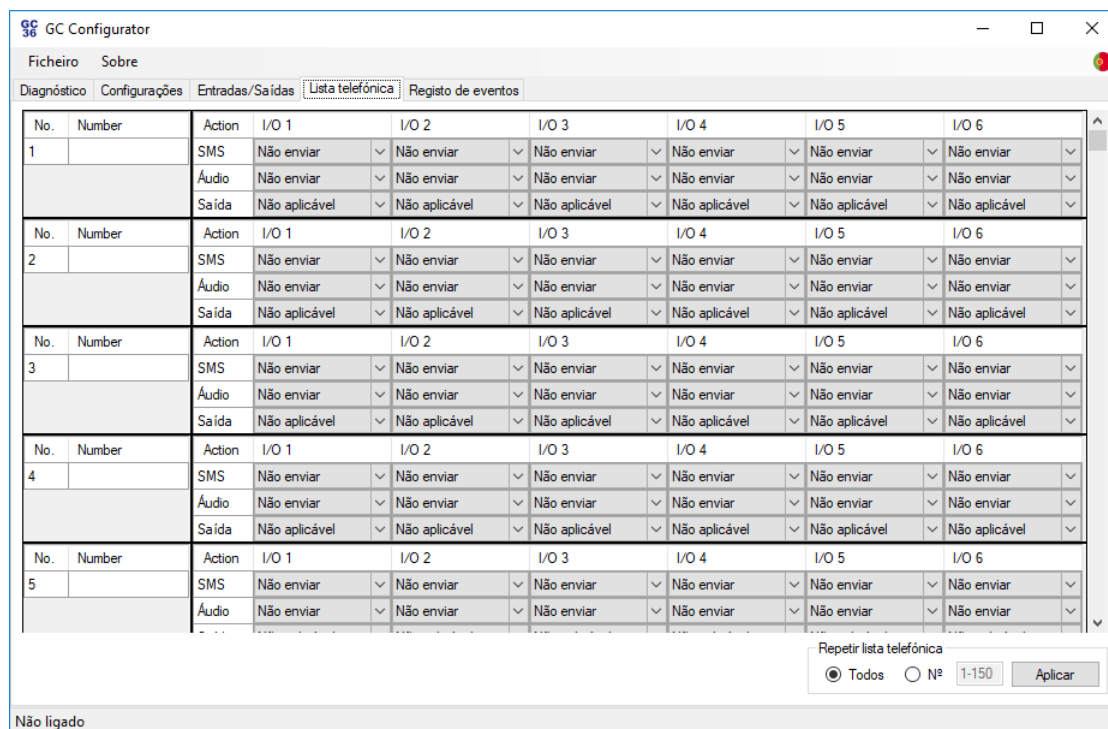 GC 36 GC Configurator
Ficheiro Sobre
Diagnóstico Configurações Entradas/Saídas Lista telefónica Registo de eventos
No. Number Action I/O 1 I/O 2 I/O 3 I/O 4 I/O 5 I/O 6
1 SMS Não enviar Não enviar Não enviar Não enviar Não enviar Não enviar
Áudio Não enviar Não enviar Não enviar Não enviar Não enviar Não enviar
Saída Não aplicável Não aplicável Não aplicável Não aplicável Não aplicável Não aplicável
No. Number Action I/O 1 I/O 2 I/O 3 I/O 4 I/O 5 I/O 6
2 SMS Não enviar Não enviar Não enviar Não enviar Não enviar Não enviar
Áudio Não enviar Não enviar Não enviar Não enviar Não enviar Não enviar
Saída Não aplicável Não aplicável Não aplicável Não aplicável Não aplicável Não aplicável
No. Number Action I/O 1 I/O 2 I/O 3 I/O 4 I/O 5 I/O 6
3 SMS Não enviar Não enviar Não enviar Não enviar Não enviar Não enviar
Áudio Não enviar Não enviar Não enviar Não enviar Não enviar Não enviar
Saída Não aplicável Não aplicável Não aplicável Não aplicável Não aplicável Não aplicável
No. Number Action I/O 1 I/O 2 I/O 3 I/O 4 I/O 5 I/O 6
4 SMS Não enviar Não enviar Não enviar Não enviar Não enviar Não enviar
Áudio Não enviar Não enviar Não enviar Não enviar Não enviar Não enviar
Saída Não aplicável Não aplicável Não aplicável Não aplicável Não aplicável Não aplicável
No. Number Action I/O 1 I/O 2 I/O 3 I/O 4 I/O 5 I/O 6
5 SMS Não enviar Não enviar Não enviar Não enviar Não enviar Não enviar
Áudio Não enviar Não enviar Não enviar Não enviar Não enviar Não enviar
Repetir lista telefónica
Todos Nº 1-150 Aplicar
Não ligado